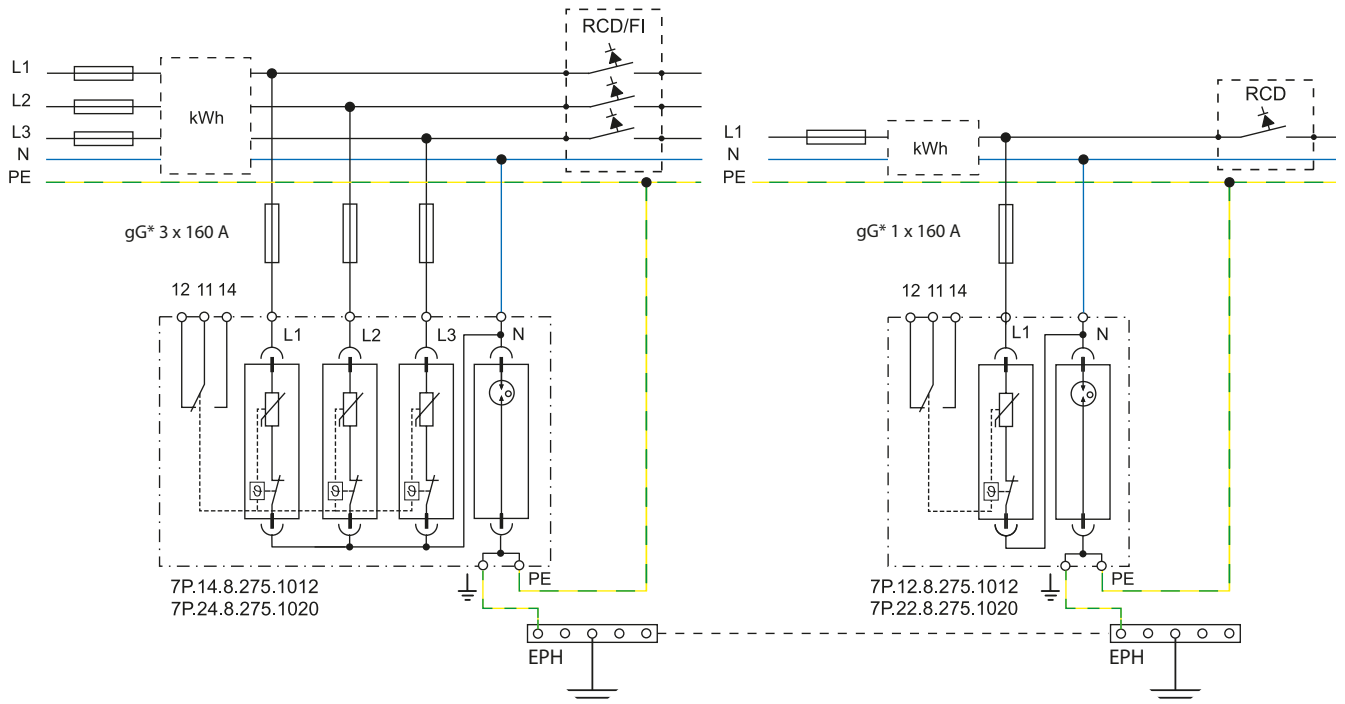 RCD/FI
L1
L2
L3
N
PE
kWh
gG* 3 x 160 A
12 11 14
L1
L2
L3
N
ϑ
ϑ
ϑ
PE
7P.14.8.275.1012
7P.24.8.275.1020
EPH
RCD
L1
N
PE
kWh
gG* 1 x 160 A
12 11 14
L1
N
ϑ
PE
7P.12.8.275.1012
7P.22.8.275.1020
EPH